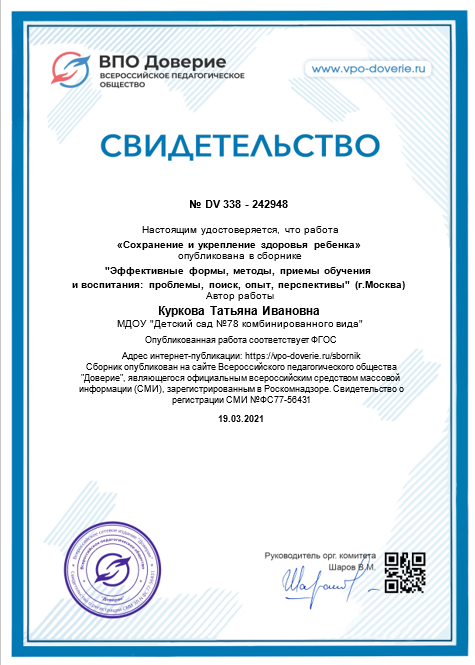 ВПО Доверие
ВСЕРОССИЙСКОЕ ПЕДАГОГИЧЕСКОЕ
ОБЩЕСТВО
www.vpo-doverie.ru
СВИДЕТЕЛЬСТВО
№ DV 338 - 242948
Настоящим удостоверяется, что работа
«Сохранение и укрепление здоровья ребенка»
опубликована в сборнике
"Эффективные формы, методы, приемы обучения
и воспитания: проблемы, поиск, опыт, перспективы" (г.Москва)
Автор работы
Куркова Татьяна Ивановна
МДОУ "Детский сад №78 комбинированного вида"
Опубликованная работа соответствует ФГОС
Адрес интернет-публикации: https://vpo-doverie.ru/sbornik
Сборник опубликован на сайте Всероссийского педагогического общества
"Доверие", являющегося официальным всероссийским средством массовой
информации (СМИ), зарегистрированным в Роскомнадзоре. Свидетельство о
регистрации СМИ №ФС77-56431
19.03.2021
ВПО
"Доверие"
Руководитель орг. комитета
Шаров В.М.